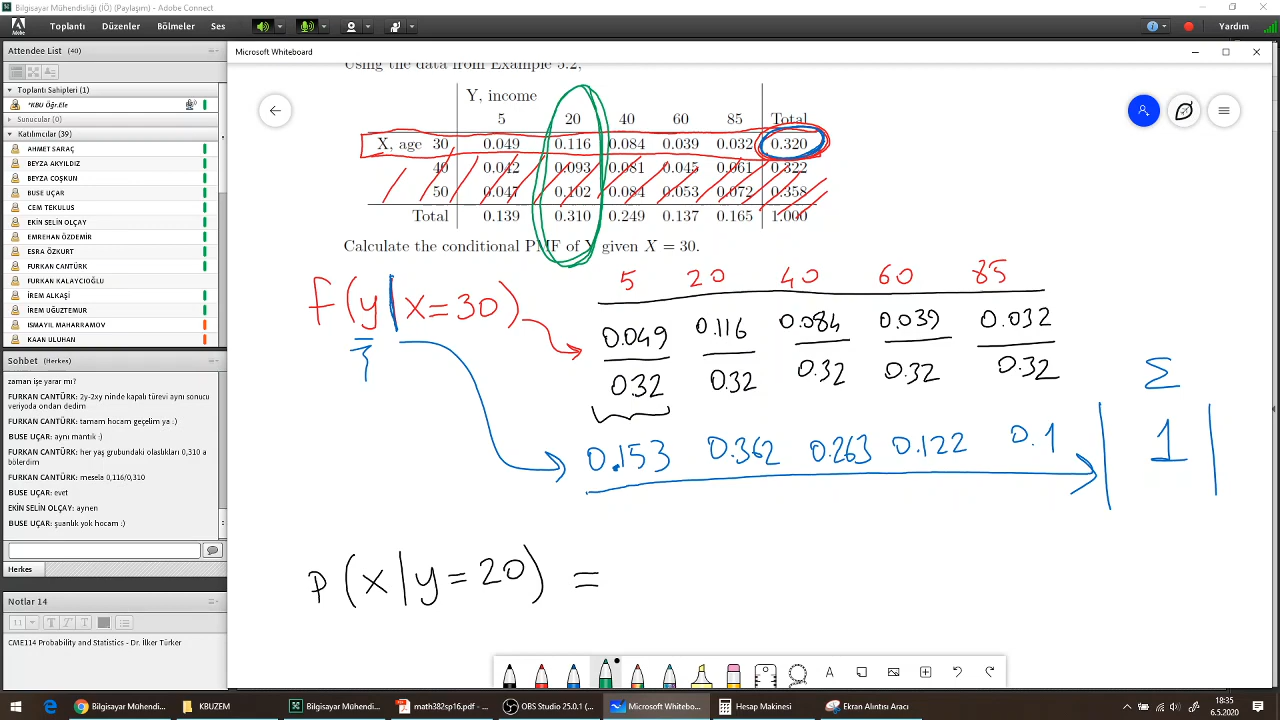 Bilgisayar Mühendisliği (İÖ) (Paylaşım) - Adobe Connect
Adobe Toplantı Düzenler Bölmeler Ses Yardım
Attendee List (40)
Toplantı Sahipleri (1)
*KBU Öğr.Ele
Sunucular (0)
Katılımcılar (39)
AHMET SARAÇ
BEYZA AKYILDIZ
BEYZA COŞKUN
BUSE UÇAR
CEM TEKULUS
EKİN SELİN OLÇAY
EMREHAN ÖZDEMİR
ESRA ÖZKURT
FURKAN CANTÜRK
FURKAN KALAYCIOĞLU
İREM ALKAŞİ
İREM UĞUZTEMUR
ISMAYIL MAHARRAMOV
KAAN ULUHAN
Sohbet (Herkes)
zaman işe yarar mı?
FURKAN CANTÜRK: 2y-2xy ninde kapalı türevi aynı sonucu
veriyoda ondan dedim
FURKAN CANTÜRK: tamam hocam geçelim ya :)
BUSE UÇAR: aynı mantık :)
FURKAN CANTÜRK: her yaş grubundaki olaslıkları 0,310 a
bölerdim
FURKAN CANTÜRK: mesela 0,116/0,310
BUSE UÇAR: evet
EKİN SELİN OLÇAY: aynen
BUSE UÇAR: şuanlık yok hocam :)
Herkes
Notlar 14
11 T T T
CME114 Probability and Statistics - Dr. İlker Türker
Microsoft Whiteboard
Using the data from Example 5.2,
Y, income
5 20 40 60 85 Total
X, age 30 0.049 0.116 0.084 0.039 0.032 0.320
40 0.042 0.093 0.081 0.045 0.061 0.322
50 0.047 0.102 0.084 0.053 0.072 0.358
Total 0.139 0.310 0.249 0.137 0.165 1.000
Calculate the conditional PMF of Y given X = 30.
5 20 40 60 85
f(y|x=30)
0.049 0.116 0.084 0.039 0.032
0.32 0.32 0.32 0.32 0.32
Σ
0.153 0.362 0.263 0.122 0.1 1
P(x|y=20) =
A
Bilgisayar Mühendi... KBUZEM Bilgisayar Mühendi... math382sp16.pdf - ... OBS Studio 25.0.1 (... Microsoft Whitebo... Hesap Makinesi Ekran Alıntısı Aracı
18:35
6.5.2020